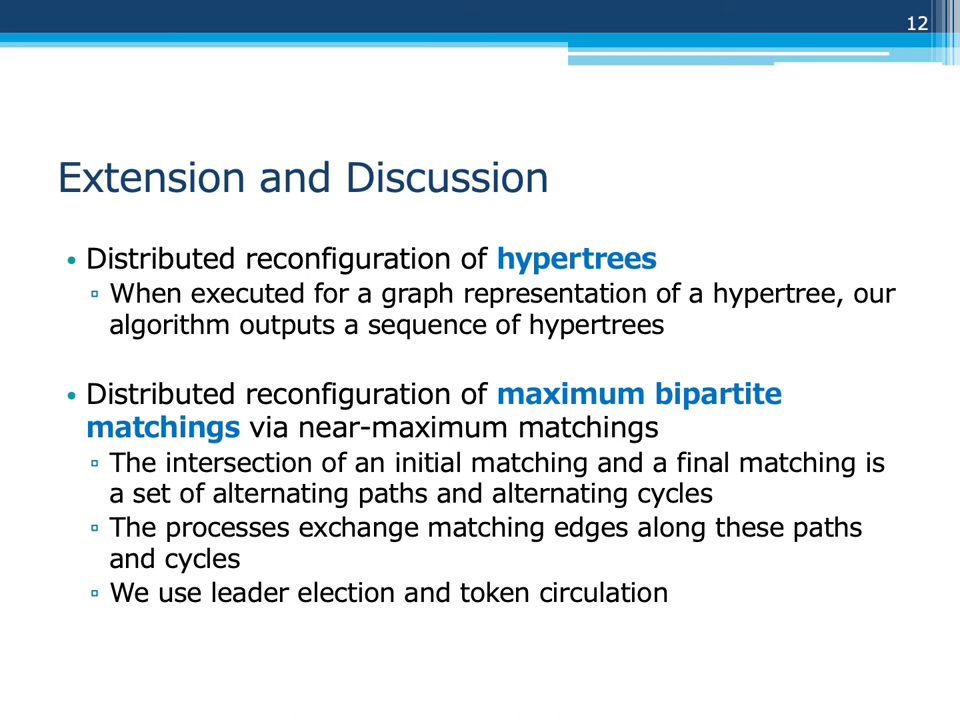 12
Extension and Discussion
• Distributed reconfiguration of hypertrees
▫ When executed for a graph representation of a hypertree, our
algorithm outputs a sequence of hypertrees
• Distributed reconfiguration of maximum bipartite
matchings via near-maximum matchings
▫ The intersection of an initial matching and a final matching is
a set of alternating paths and alternating cycles
▫ The processes exchange matching edges along these paths
and cycles
▫ We use leader election and token circulation